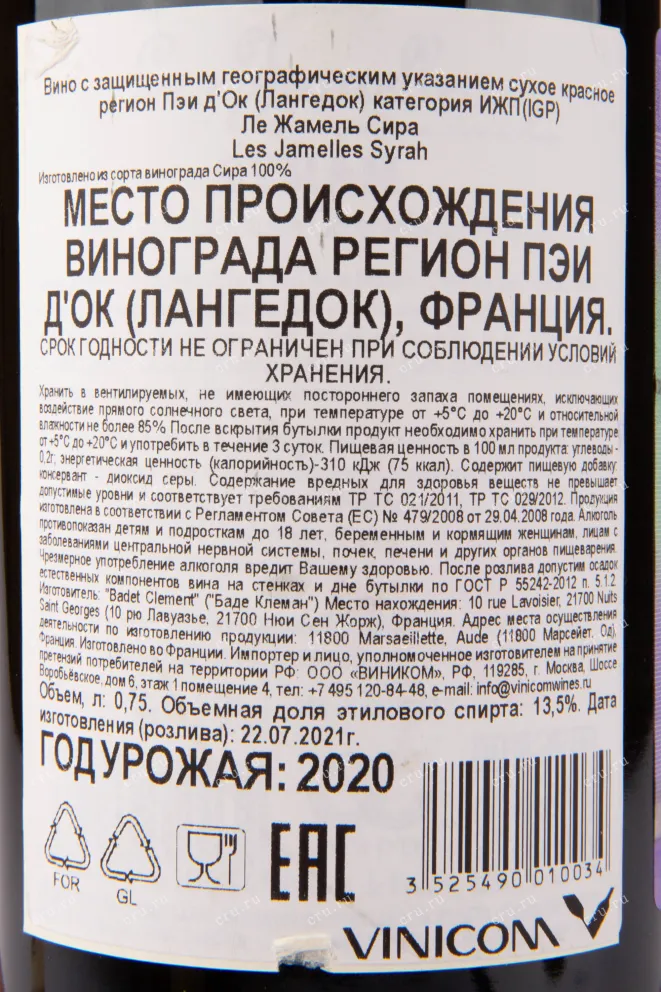 Вино с защищенным географическим указанием сухое красное
регион Пэи д'Ок (Лангедок) категория ИЖП(IGP)
Ле Жамель Сира
Les Jamelles Syrah
Изготовлено из сорта винограда Сира 100%
МЕСТО ПРОИСХОЖДЕНИЯ
ВИНОГРАДА РЕГИОН ПЭИ
Д'ОК (ЛАНГЕДОК), ФРАНЦИЯ.
СРОК ГОДНОСТИ НЕ ОГРАНИЧЕН ПРИ СОБЛЮДЕНИИ УСЛОВИЙ
ХРАНЕНИЯ.
Хранить в вентилируемых, не имеющих постороннего запаха помещениях, исключающих
воздействие прямого солнечного света, при температуре от +5°С до +20°С и относительной
влажности не более 85% После вскрытия бутылки продукт необходимо хранить при температуре
от +5°С до +20°С и употребить в течение 3 суток. Пищевая ценность в 100 мл продукта: углеводы -
0,2г, энергетическая ценность (калорийность)-310 кДж (75 ккал). Содержит пищевую добавку
консервант - диоксид серы. Содержание вредных для здоровья веществ не превышает
допустимые уровни и соответствует требованиям ТР ТС 021/2011, ТР ТС 029/2012. Продукция
изготовлена в соответствии с Регламентом Совета (ЕС) № 479/2008 от 29.04.2008 года. Алкоголь
противопоказан детям и подросткам до 18 лет, беременным и кормящим женщинам, лицам с
заболеваниями центральной нервной системы, почек, печени и других органов пищеварения.
Чрезмерное употребление алкоголя вредит Вашему здоровью. После розлива допустим осадок
естественных компонентов вина на стенках и дне бутылки по ГОСТ Р 55242-2012 п. 5.1.2
Изготовитель: "Badet Clement" ("Баде Клеман") Место нахождения: 10 rue Lavoisier, 21700 Nuits
Saint Georges (10 рю Лавуазье, 21700 Нюи Сен Жорж), Франция. Адрес места осуществления
деятельности по изготовлению продукции: 11800 Marsaeillette, Aude (11800 Марсейет, Од),
Франция. Изготовлено во Франции. Импортер и лицо, уполномоченное изготовителем на принятие
претензий потребителей на территории РФ: ООО «ВИНИКОМ», РФ, 119285, г. Москва, Шоссе
Воробьёвское, дом 6, этаж 1 помещение 4, тел: +7 495 120-84-48, e-mail: info@vinicomwines.ru
Объем, л: 0,75. Объемная доля этилового спирта: 13,5%. Дата
изготовления (розлива): 22.07.2021г.
ГОД УРОЖАЯ: 2020
FOR
GL
EAC
3 525490 010034
VINICOM